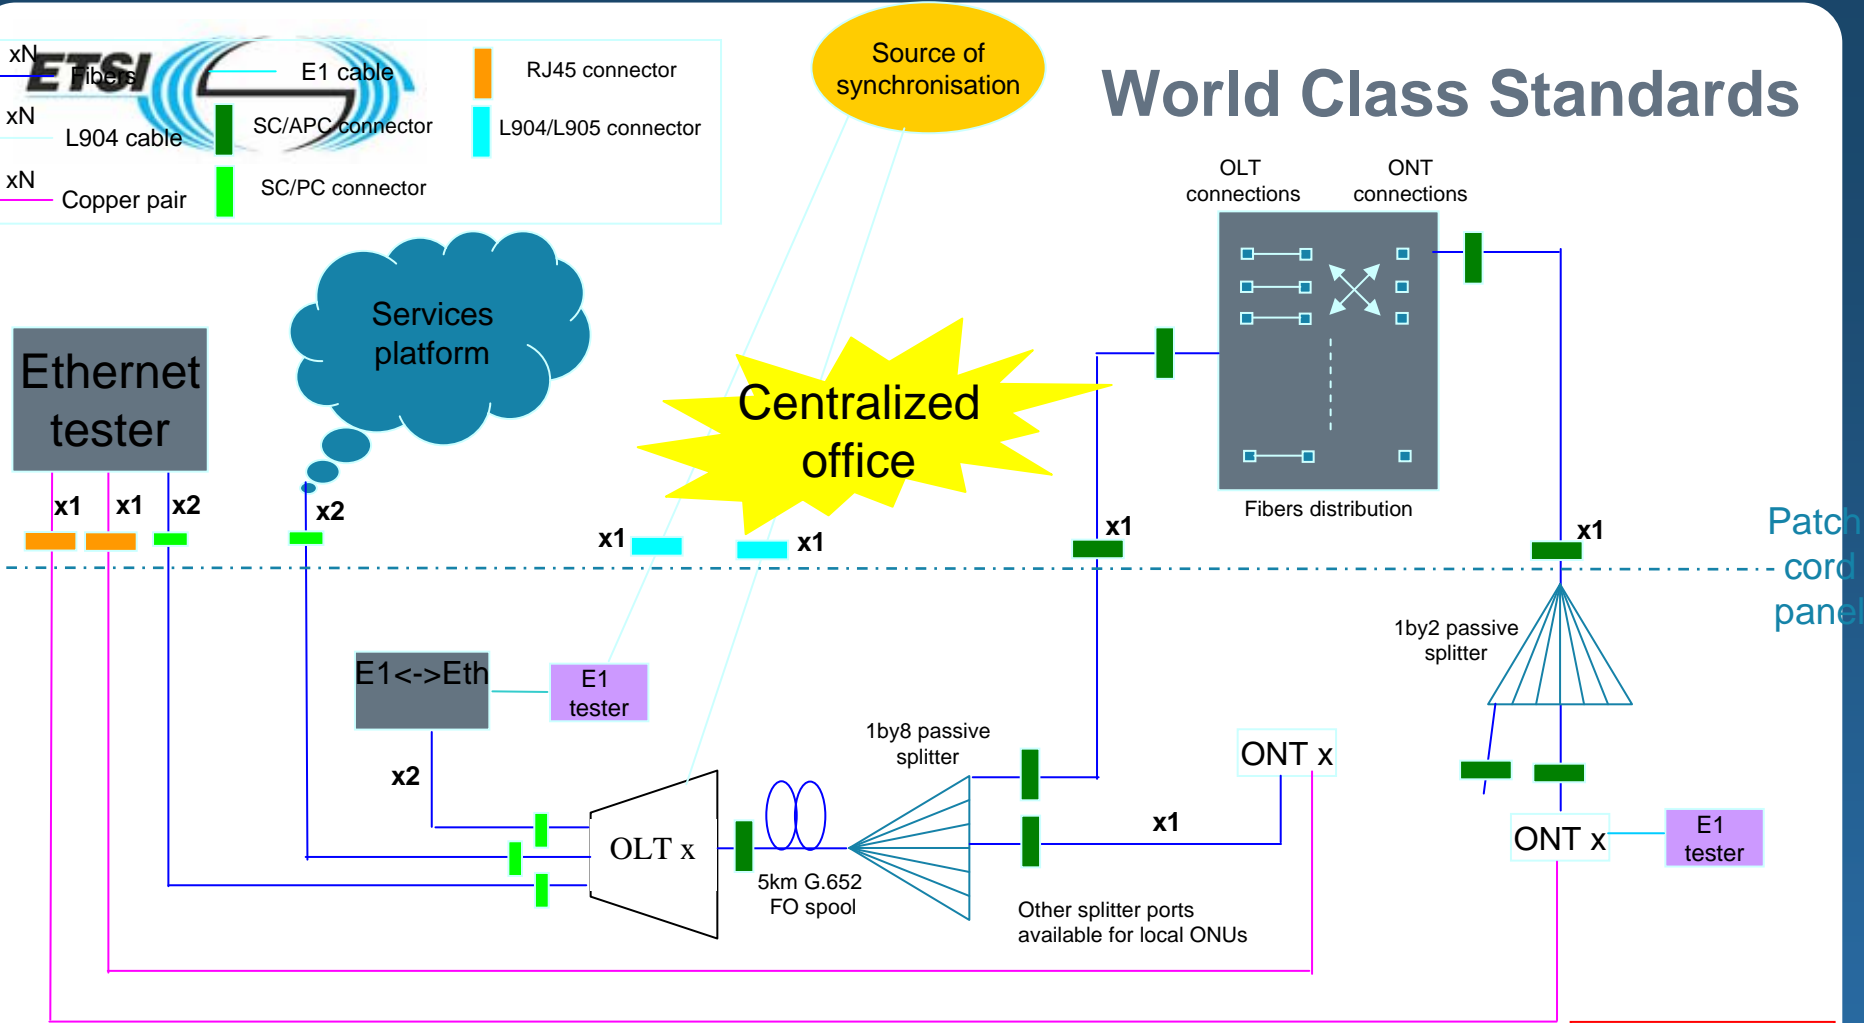 ETSI
World Class Standards
xN
Fibers
E1 cable
RJ45 connector
xN
L904 cable
SC/APC connector
L904/L905 connector
xN
Copper pair
SC/PC connector
Source of
synchronisation
OLT
connections
ONT
connections
Fibers distribution
Services
platform
Ethernet
tester
Centralized
office
x1
x1
x2
x2
x1
x1
x1
x1
Patch
cord
panel
1by2 passive
splitter
E1<->Eth
E1
tester
x2
1by8 passive
splitter
ONT x
OLT x
5km G.652
FO spool
x1
Other splitter ports
available for local ONUs
ONT x
E1
tester